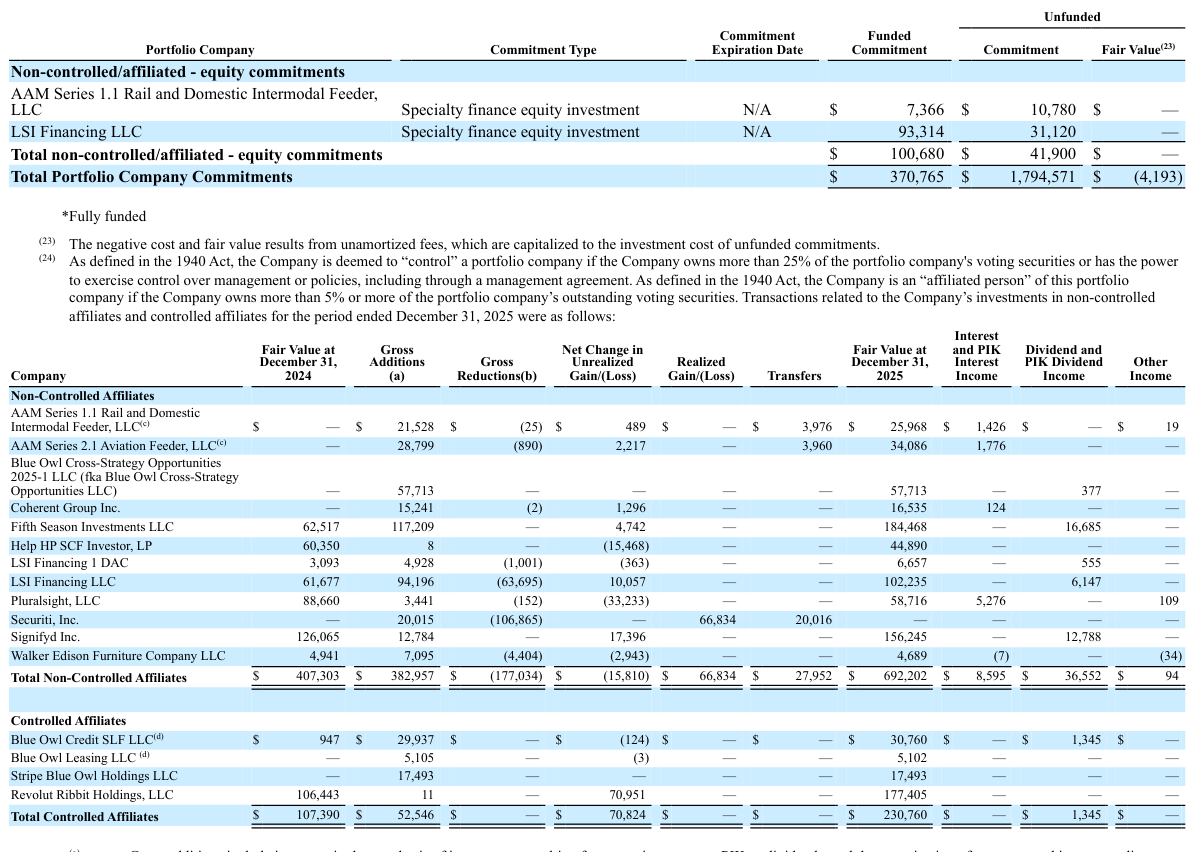 Unfunded
Portfolio Company Commitment Type Commitment Expiration Date Funded Commitment Commitment Fair Value(23)
Non-controlled/affiliated - equity commitments
AAM Series 1.1 Rail and Domestic Intermodal Feeder,
LLC Specialty finance equity investment N/A $ 7,366 $ 10,780 $ —
LSI Financing LLC Specialty finance equity investment N/A 93,314 31,120 —
Total non-controlled/affiliated - equity commitments $ 100,680 $ 41,900 $ —
Total Portfolio Company Commitments $ 370,765 $ 1,794,571 $ (4,193)
*Fully funded
(23) The negative cost and fair value results from unamortized fees, which are capitalized to the investment cost of unfunded commitments.
(24) As defined in the 1940 Act, the Company is deemed to “control” a portfolio company if the Company owns more than 25% of the portfolio company's voting securities or has the power
to exercise control over management or policies, including through a management agreement. As defined in the 1940 Act, the Company is an “affiliated person” of this portfolio
company if the Company owns more than 5% or more of the portfolio company’s outstanding voting securities. Transactions related to the Company’s investments in non-controlled
affiliates and controlled affiliates for the period ended December 31, 2025 were as follows:
Company Fair Value at December 31, 2024 Gross Additions (a) Gross Reductions(b) Net Change in Unrealized Gain/(Loss) Realized Gain/(Loss) Transfers Fair Value at December 31, 2025 Interest and PIK Interest Income Dividend and PIK Dividend Income Other Income
Non-Controlled Affiliates
AAM Series 1.1 Rail and Domestic
Intermodal Feeder, LLC(c) $ — $ 21,528 $ (25) $ 489 $ — $ 3,976 $ 25,968 $ 1,426 $ — $ 19
AAM Series 2.1 Aviation Feeder, LLC(c) — 28,799 (890) 2,217 — 3,960 34,086 1,776 — —
Blue Owl Cross-Strategy Opportunities
2025-1 LLC (fka Blue Owl Cross-Strategy
Opportunities LLC) — 57,713 — — — — 57,713 — 377 —
Coherent Group Inc. — 15,241 (2) 1,296 — — 16,535 124 — —
Fifth Season Investments LLC 62,517 117,209 — 4,742 — — 184,468 — 16,685 —
Help HP SCF Investor, LP 60,350 8 — (15,468) — — 44,890 — — —
LSI Financing 1 DAC 3,093 4,928 (1,001) (363) — — 6,657 — 555 —
LSI Financing LLC 61,677 94,196 (63,695) 10,057 — — 102,235 — 6,147 —
Pluralsight, LLC 88,660 3,441 (152) (33,233) — — 58,716 5,276 — 109
Securiti, Inc. — 20,015 (106,865) — 66,834 20,016 — — — —
Signifyd Inc. 126,065 12,784 — 17,396 — — 156,245 — 12,788 —
Walker Edison Furniture Company LLC 4,941 7,095 (4,404) (2,943) — — 4,689 (7) — (34)
Total Non-Controlled Affiliates $ 407,303 $ 382,957 $ (177,034) $ (15,810) $ 66,834 $ 27,952 $ 692,202 $ 8,595 $ 36,552 $ 94
Controlled Affiliates
Blue Owl Credit SLF LLC(d) $ 947 $ 29,937 $ — $ (124) $ — $ — $ 30,760 $ — $ 1,345 $ —
Blue Owl Leasing LLC (d) — 5,105 — (3) — — 5,102 — — —
Stripe Blue Owl Holdings LLC — 17,493 — — — — 17,493 — — —
Revolut Ribbit Holdings, LLC 106,443 11 — 70,951 — — 177,405 — — —
Total Controlled Affiliates $ 107,390 $ 52,546 $ — $ 70,824 $ — $ — $ 230,760 $ — $ 1,345 $ —